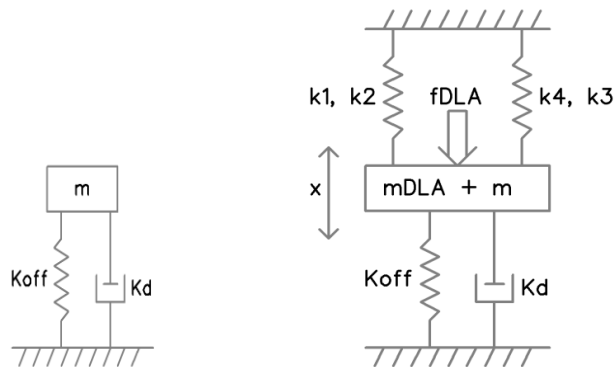 m
Koff
Kd
k1, k2
fDLA
k4, k3
x
mDLA + m
Koff
Kd